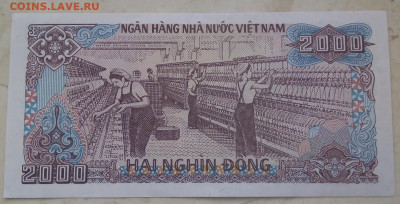 COINS.LAVE.RU
NGÂN HÀNG NHÀ NƯỚC VIỆT NAM
2000
2000
HAI NGHÌN ĐỒNG